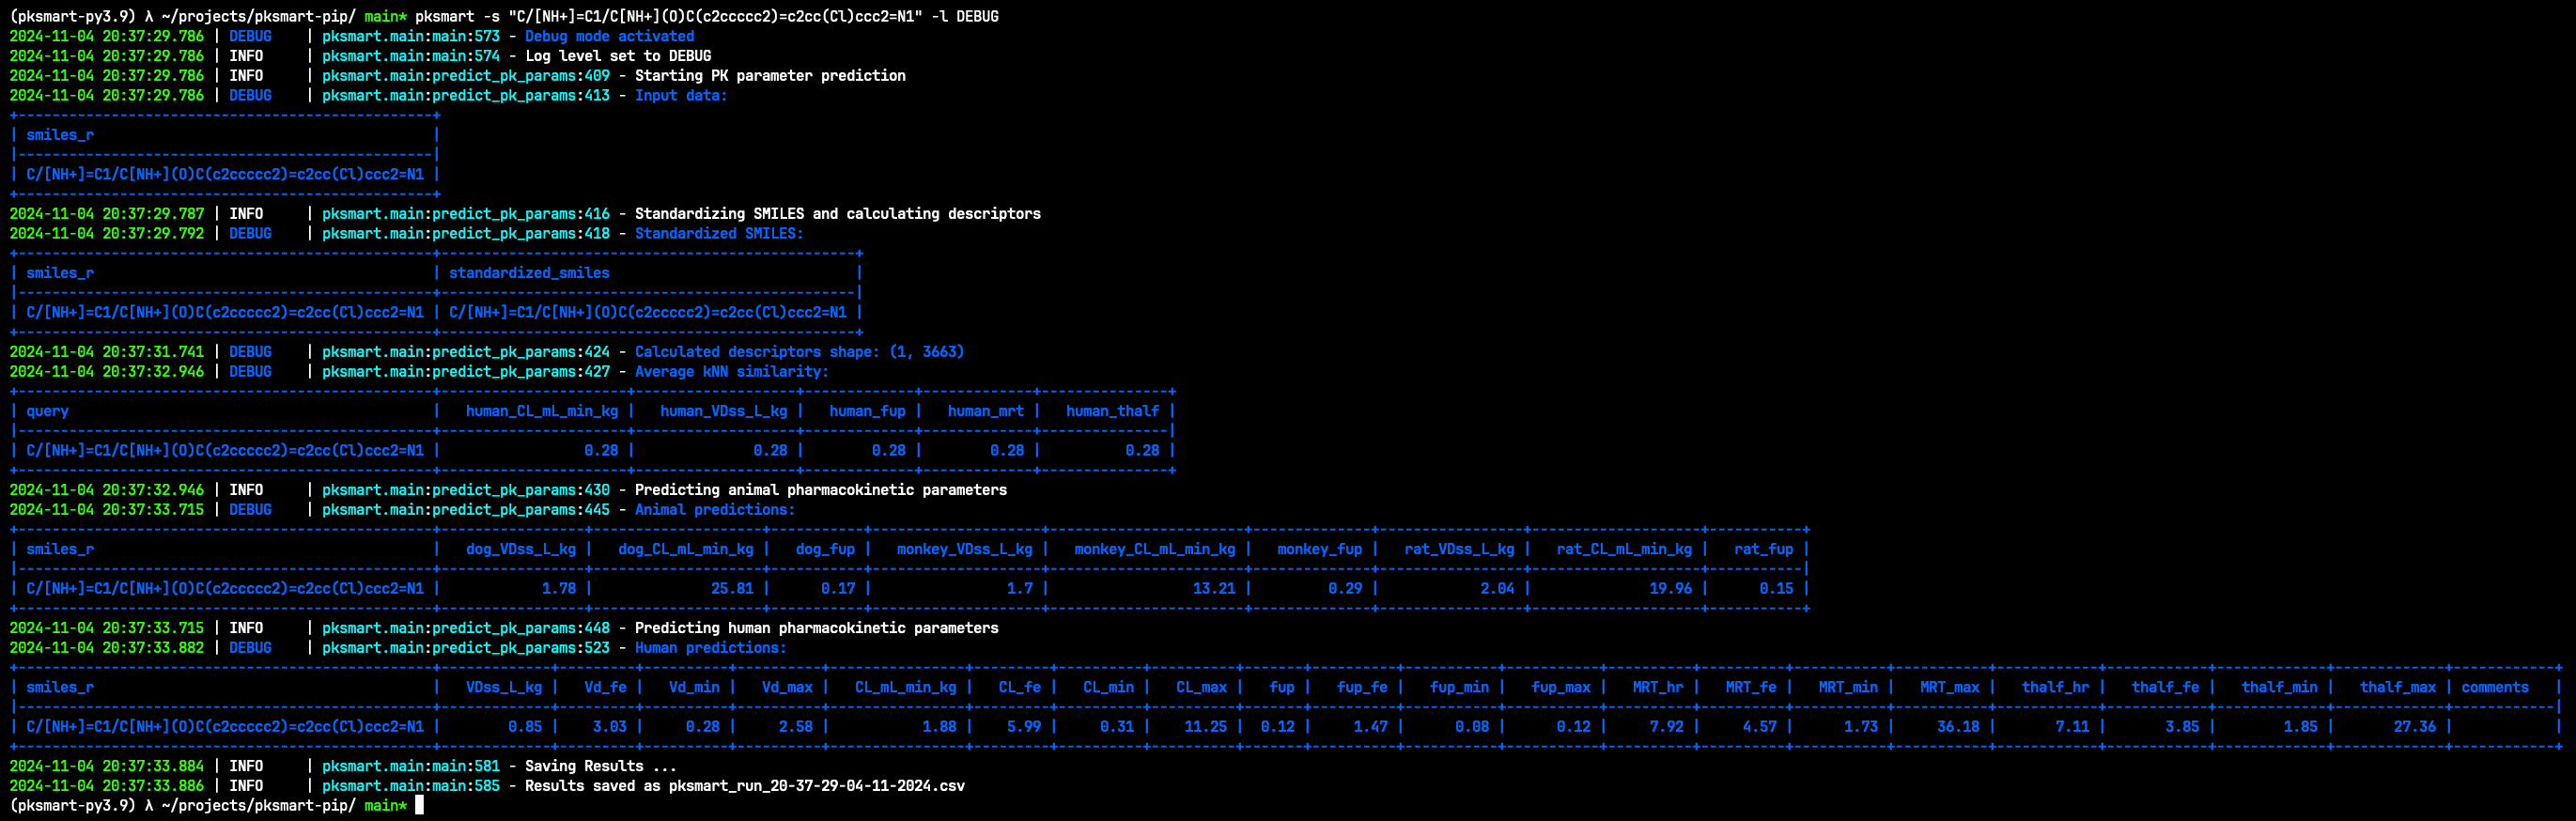 (pksmart-py3.9) λ ~/projects/pksmart-pip/ main* pksmart -s "C/[NH+]=C1/C[NH+](O)C(c2ccccc2)=c2cc(Cl)ccc2=N1" -l DEBUG
2024-11-04 20:37:29.786 | DEBUG    | pksmart.main:main:573 - Debug mode activated
2024-11-04 20:37:29.786 | INFO     | pksmart.main:main:574 - Log level set to DEBUG
2024-11-04 20:37:29.786 | INFO     | pksmart.main:predict_pk_params:409 - Starting PK parameter prediction
2024-11-04 20:37:29.786 | DEBUG    | pksmart.main:predict_pk_params:413 - Input data:
| smiles_r |
| C/[NH+]=C1/C[NH+](O)C(c2ccccc2)=c2cc(Cl)ccc2=N1 |
2024-11-04 20:37:29.787 | INFO     | pksmart.main:predict_pk_params:416 - Standardizing SMILES and calculating descriptors
2024-11-04 20:37:29.792 | DEBUG    | pksmart.main:predict_pk_params:418 - Standardized SMILES:
| smiles_r | standardized_smiles |
| C/[NH+]=C1/C[NH+](O)C(c2ccccc2)=c2cc(Cl)ccc2=N1 | C/[NH+]=C1/C[NH+](O)C(c2ccccc2)=c2cc(Cl)ccc2=N1 |
2024-11-04 20:37:31.741 | DEBUG    | pksmart.main:predict_pk_params:424 - Calculated descriptors shape: (1, 3663)
2024-11-04 20:37:32.946 | DEBUG    | pksmart.main:predict_pk_params:427 - Average kNN similarity:
| query | human_CL_mL_min_kg | human_VDss_L_kg | human_fup | human_mrt | human_thalf |
| C/[NH+]=C1/C[NH+](O)C(c2ccccc2)=c2cc(Cl)ccc2=N1 | 0.28 | 0.28 | 0.28 | 0.28 | 0.28 |
2024-11-04 20:37:32.946 | INFO     | pksmart.main:predict_pk_params:430 - Predicting animal pharmacokinetic parameters
2024-11-04 20:37:33.715 | DEBUG    | pksmart.main:predict_pk_params:445 - Animal predictions:
| smiles_r | dog_VDss_L_kg | dog_CL_mL_min_kg | dog_fup | monkey_VDss_L_kg | monkey_CL_mL_min_kg | monkey_fup | rat_VDss_L_kg | rat_CL_mL_min_kg | rat_fup |
| C/[NH+]=C1/C[NH+](O)C(c2ccccc2)=c2cc(Cl)ccc2=N1 | 1.78 | 25.81 | 0.17 | 1.7 | 13.21 | 0.29 | 2.04 | 19.96 | 0.15 |
2024-11-04 20:37:33.715 | INFO     | pksmart.main:predict_pk_params:448 - Predicting human pharmacokinetic parameters
2024-11-04 20:37:33.882 | DEBUG    | pksmart.main:predict_pk_params:523 - Human predictions:
| smiles_r | VDss_L_kg | Vd_fe | Vd_min | Vd_max | CL_mL_min_kg | CL_fe | CL_min | CL_max | fup | fup_fe | fup_min | fup_max | MRT_hr | MRT_fe | MRT_min | MRT_max | thalf_hr | thalf_fe | thalf_min | thalf_max | comments |
| C/[NH+]=C1/C[NH+](O)C(c2ccccc2)=c2cc(Cl)ccc2=N1 | 0.85 | 3.03 | 0.28 | 2.58 | 1.88 | 5.99 | 0.31 | 11.25 | 0.12 | 1.47 | 0.08 | 0.12 | 7.92 | 4.57 | 1.73 | 36.18 | 7.11 | 3.85 | 1.85 | 27.36 | |
2024-11-04 20:37:33.884 | INFO     | pksmart.main:main:581 - Saving Results ...
2024-11-04 20:37:33.886 | INFO     | pksmart.main:main:585 - Results saved as pksmart_run_20-37-29-04-11-2024.csv
(pksmart-py3.9) λ ~/projects/pksmart-pip/ main*